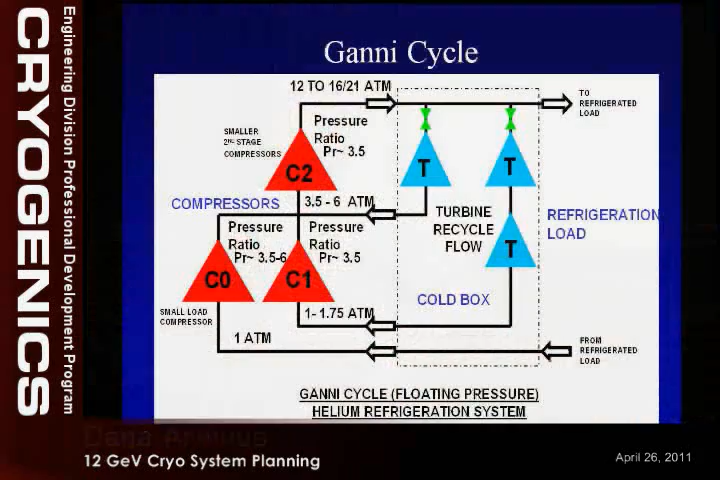 CRYOGENICS
Engineering Division Professional Development Program
Ganni Cycle
12 TO 16/21 ATM
TO
REFRIGERATED
LOAD
SMALLER
2ND STAGE
COMPRESSORS
Pressure
Ratio
Pr~ 3.5
C2
T
T
COMPRESSORS
3.5 - 6 ATM
TURBINE
RECYCLE
FLOW
REFRIGERATION
LOAD
Pressure
Ratio
Pr~ 3.5-6
Pressure
Ratio
Pr~ 3.5
C0
C1
T
COLD BOX
SMALL LOAD
COMPRESSOR
1- 1.75 ATM
1 ATM
FROM
REFRIGERATED
LOAD
GANNI CYCLE (FLOATING PRESSURE)
HELIUM REFRIGERATION SYSTEM
12 GeV Cryo System Planning
April 26, 2011